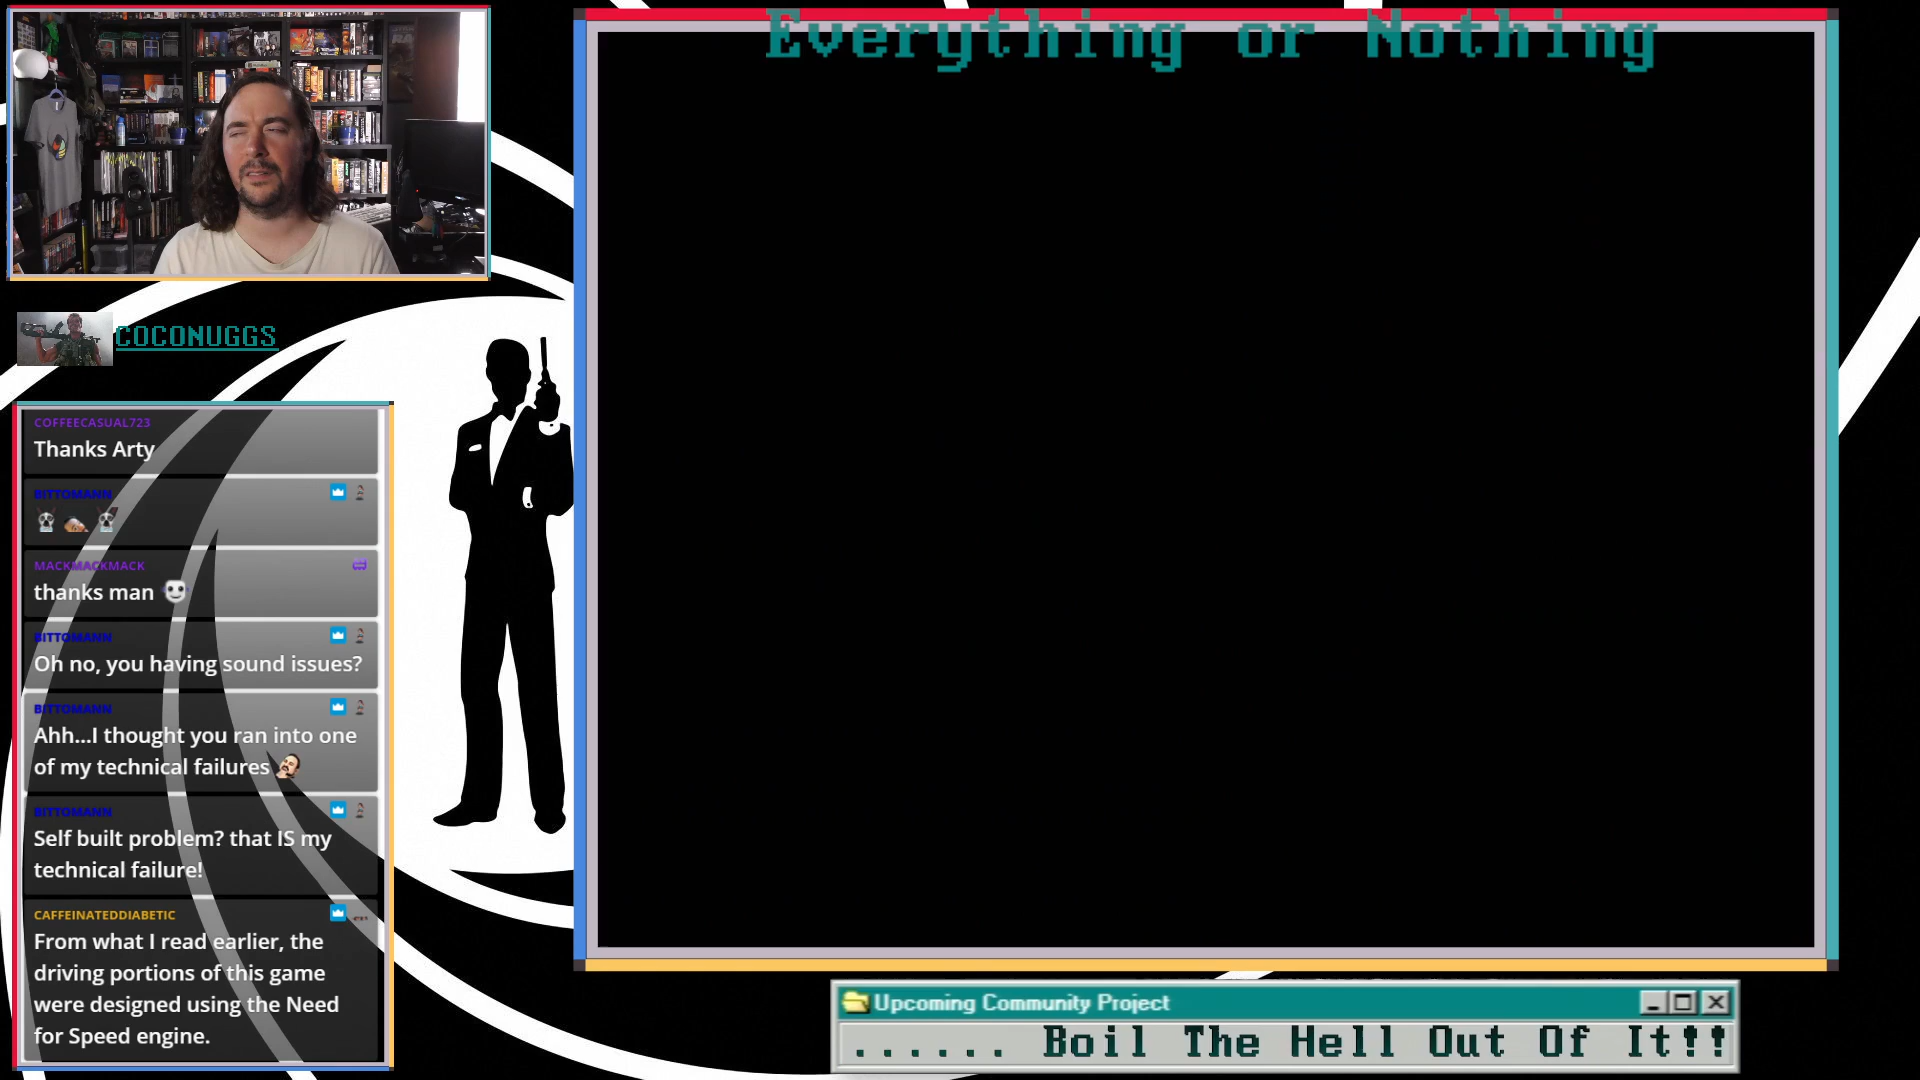 Everything or Nothing
COCONUGGS
COFFEECASUAL723
Thanks Arty
BITTOMANN
MACKMACKMACK
thanks man
BITTOMANN
Oh no, you having sound issues?
BITTOMANN
Ahh...I thought you ran into one
of my technical failures
BITTOMANN
Self built problem? that IS my
technical failure!
CAFFEINATEDDIABETIC
From what I read earlier, the
driving portions of this game
were designed using the Need
for Speed engine.
Upcoming Community Project
...... Boil The Hell Out Of It!!